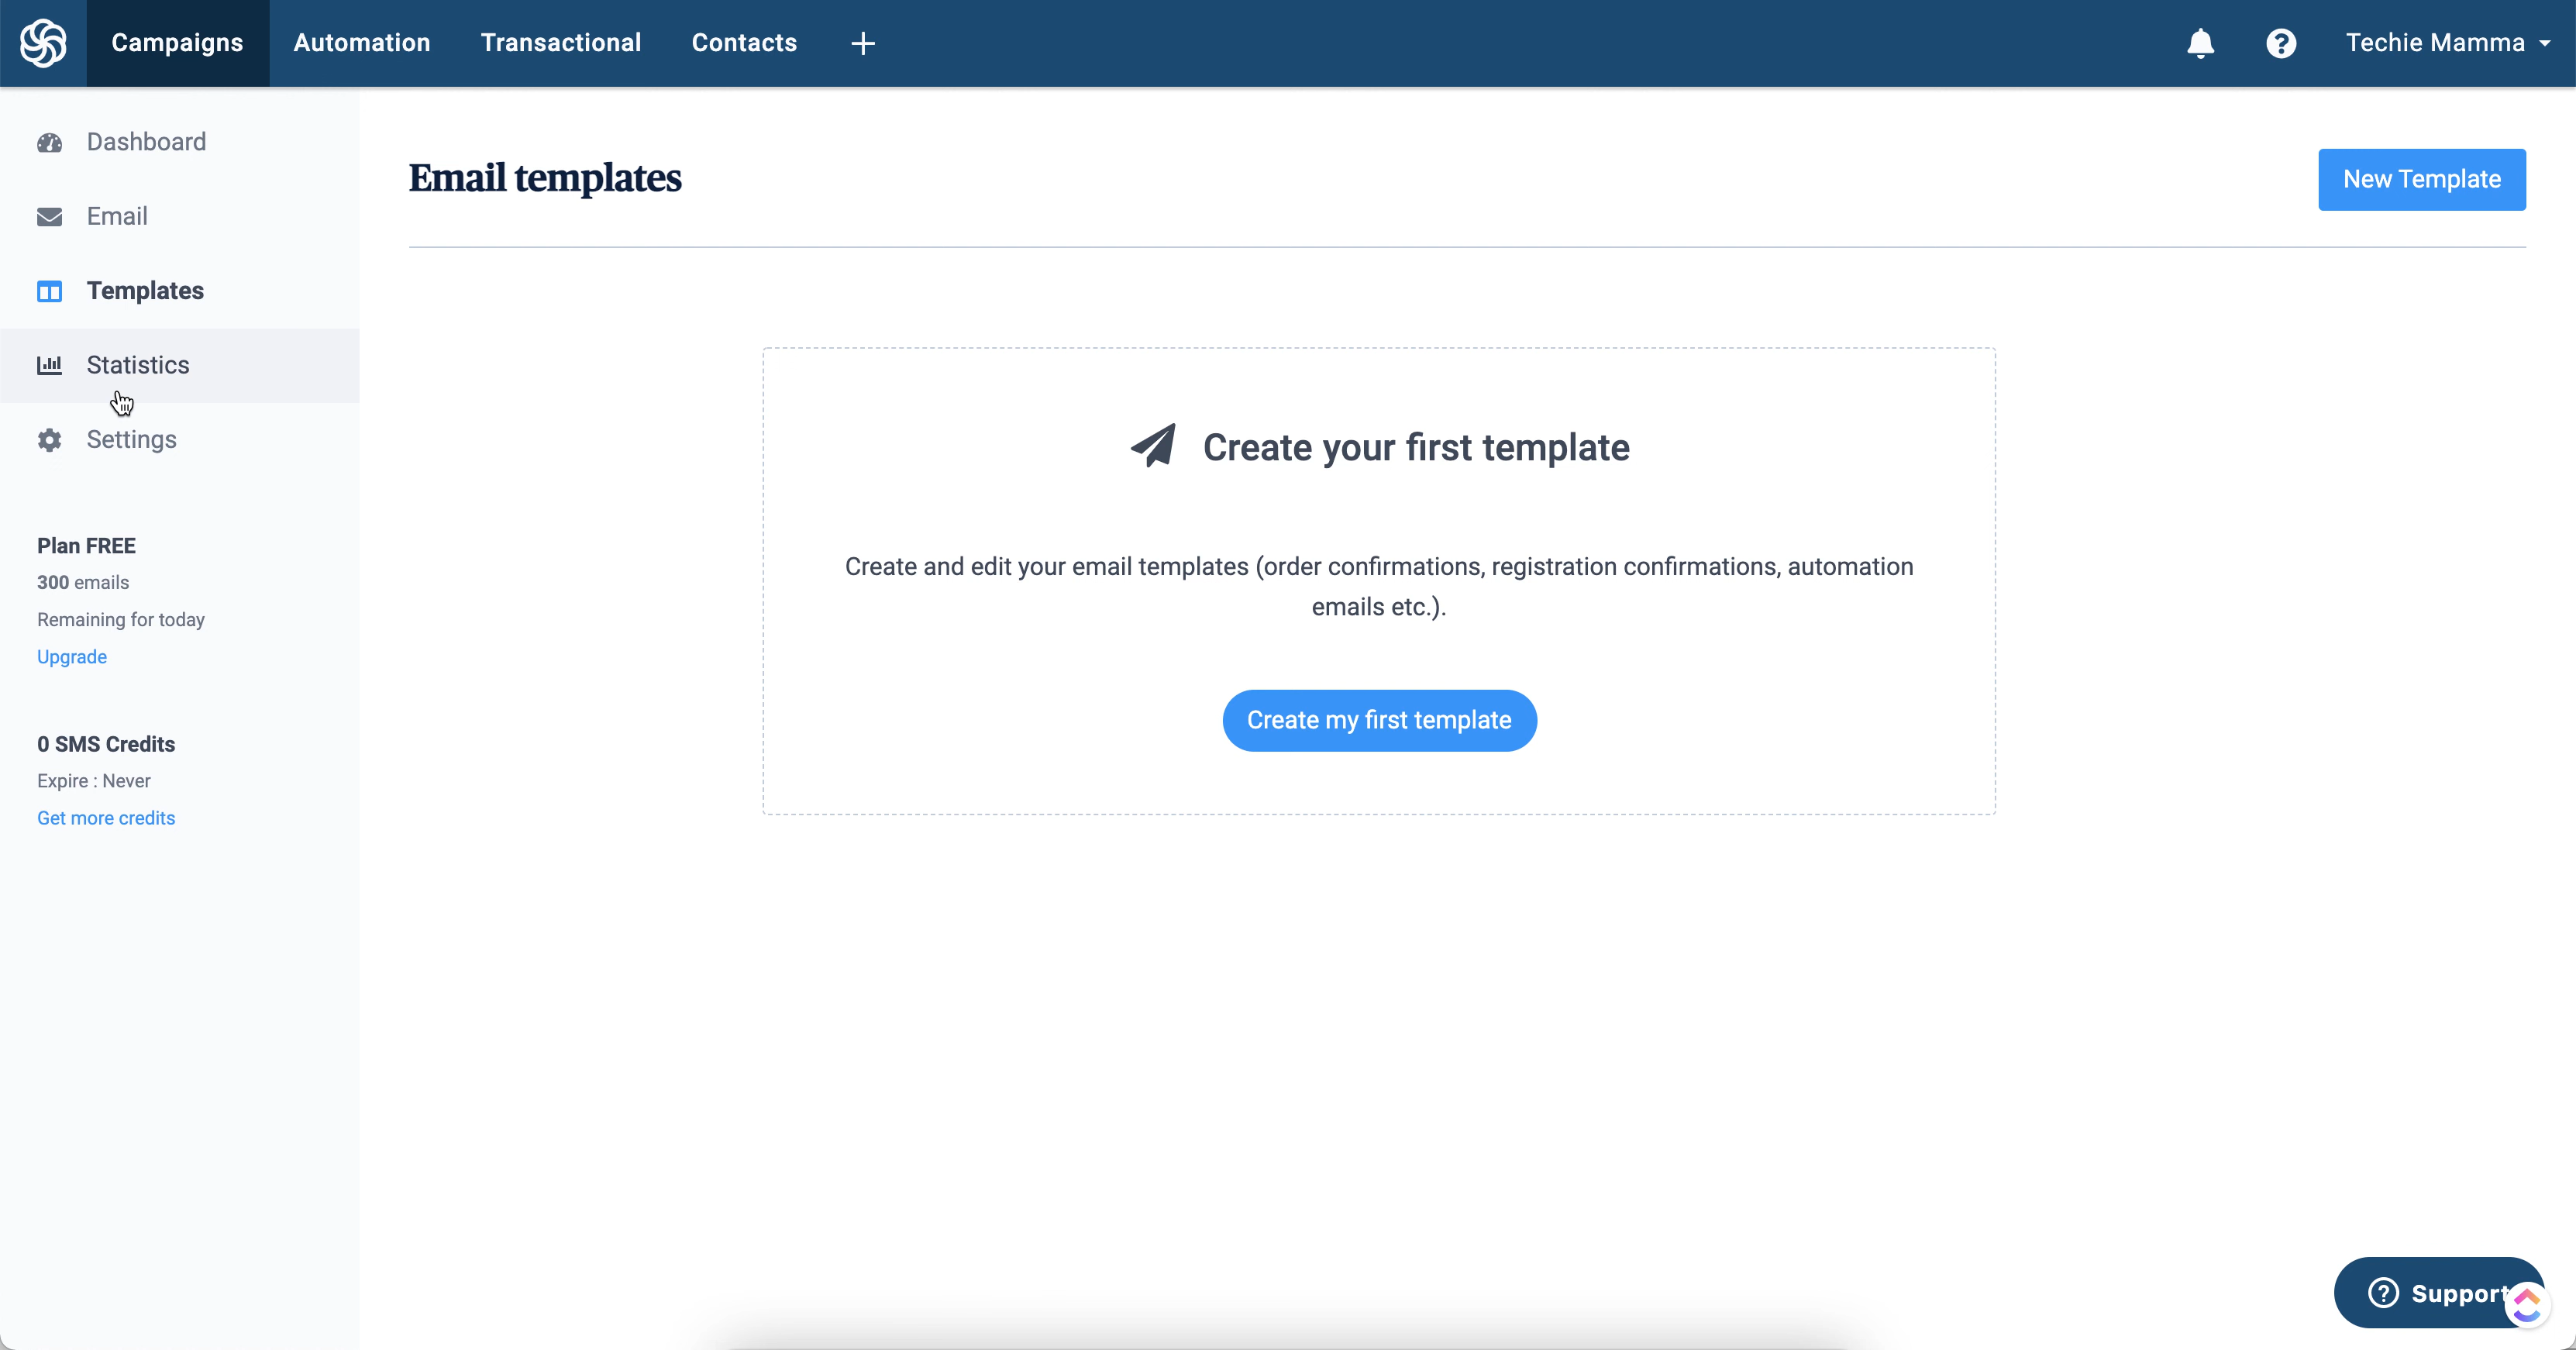 Campaigns
Automation
Transactional
Contacts
Techie Mamma
Dashboard
Email
Templates
Statistics
Settings
Plan FREE
300 emails
Remaining for today
Upgrade
0 SMS Credits
Expire : Never
Get more credits
Email templates
New Template
Create your first template
Create and edit your email templates (order confirmations, registration confirmations, automation
emails etc.).
Create my first template
Support